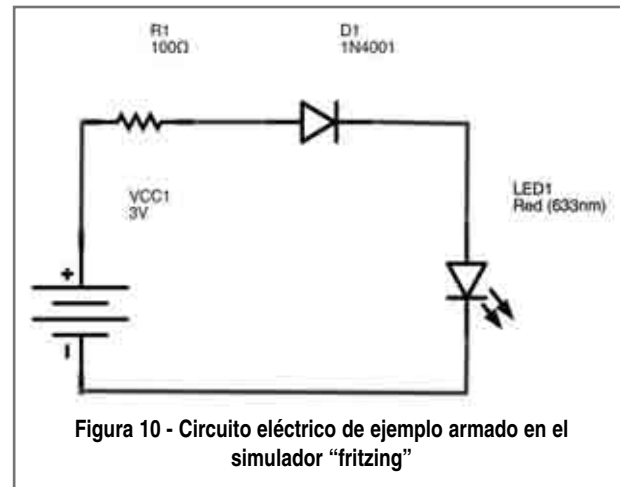 R1
100Ω
D1
1N4001
VCC1
3V
LED1
Red (633nm)
+
Figura 10 - Circuito eléctrico de ejemplo armado en el
simulador “fritzing”